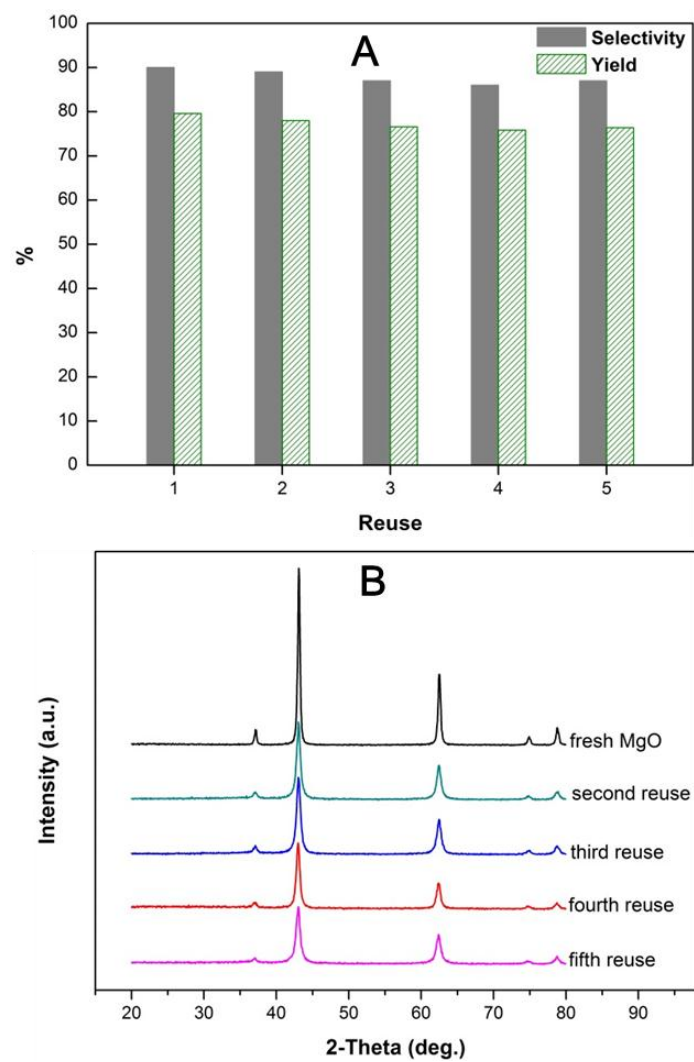 A
Selectivity
Yield
100
90
80
70
60
50
40
30
20
10
0
%
1 2 3 4 5
Reuse
B
Intensity (a.u.)
fresh MgO
second reuse
third reuse
fourth reuse
fifth reuse
20 30 40 50 60 70 80 90
2-Theta (deg.)